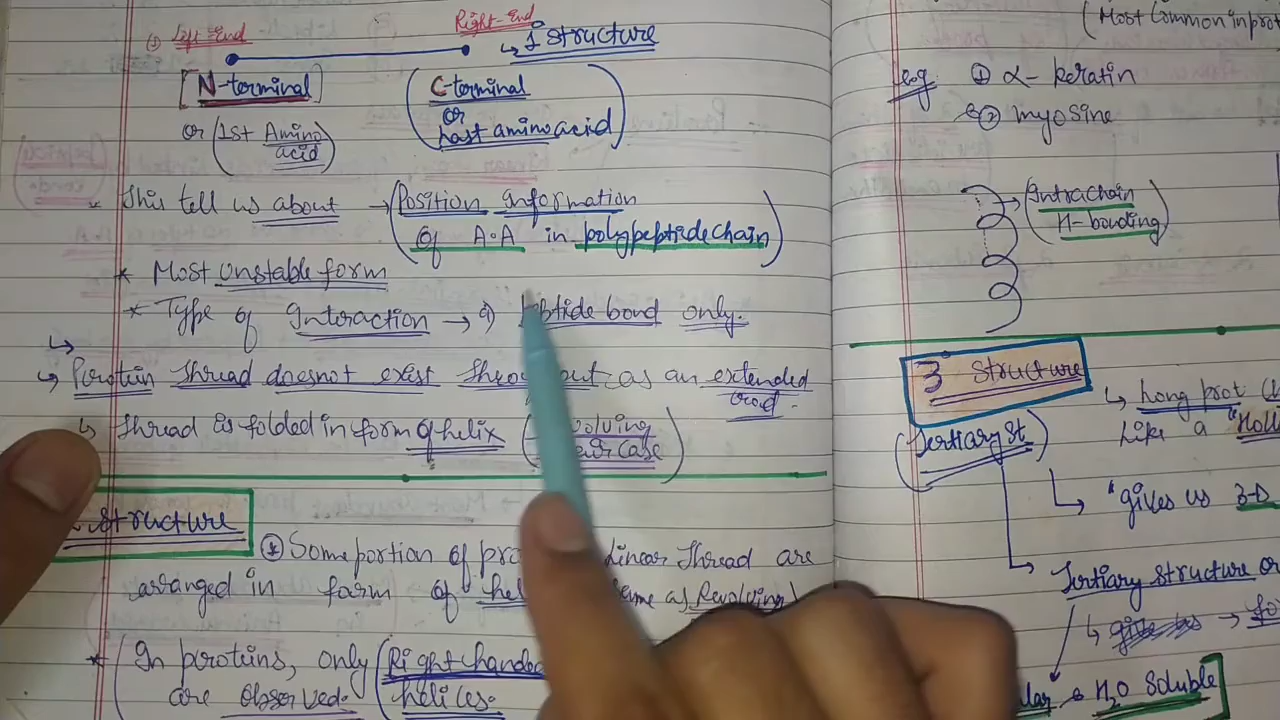 Left-End
Right-End
↳ 1° structure
[N-terminal]
or (1st Amino
acid)
(C-terminal
or
Last amino acid)
* This tell us about → (Position information
of A.A in polypeptide chain)
* Most unstable form
* Type of Interaction → a) Peptide bond only.
↳ Protein thread doesnot exist throughout as an extended
rod.
↳ Thread is folded in form of helix (
structure
* Some portion of Linear thread are
arranged in form of same as Revolving
* (In proteins, only (Right handed
are observed. helices.
(Most Common in prot
eg ① α-keratin
② myosine
(Intrachain
H-bonding)
3° Structure
(Tertiary st)
↳ Long prot
Like a "Holl
"gives us 3-D
Tertiary structure or
H2O Soluble